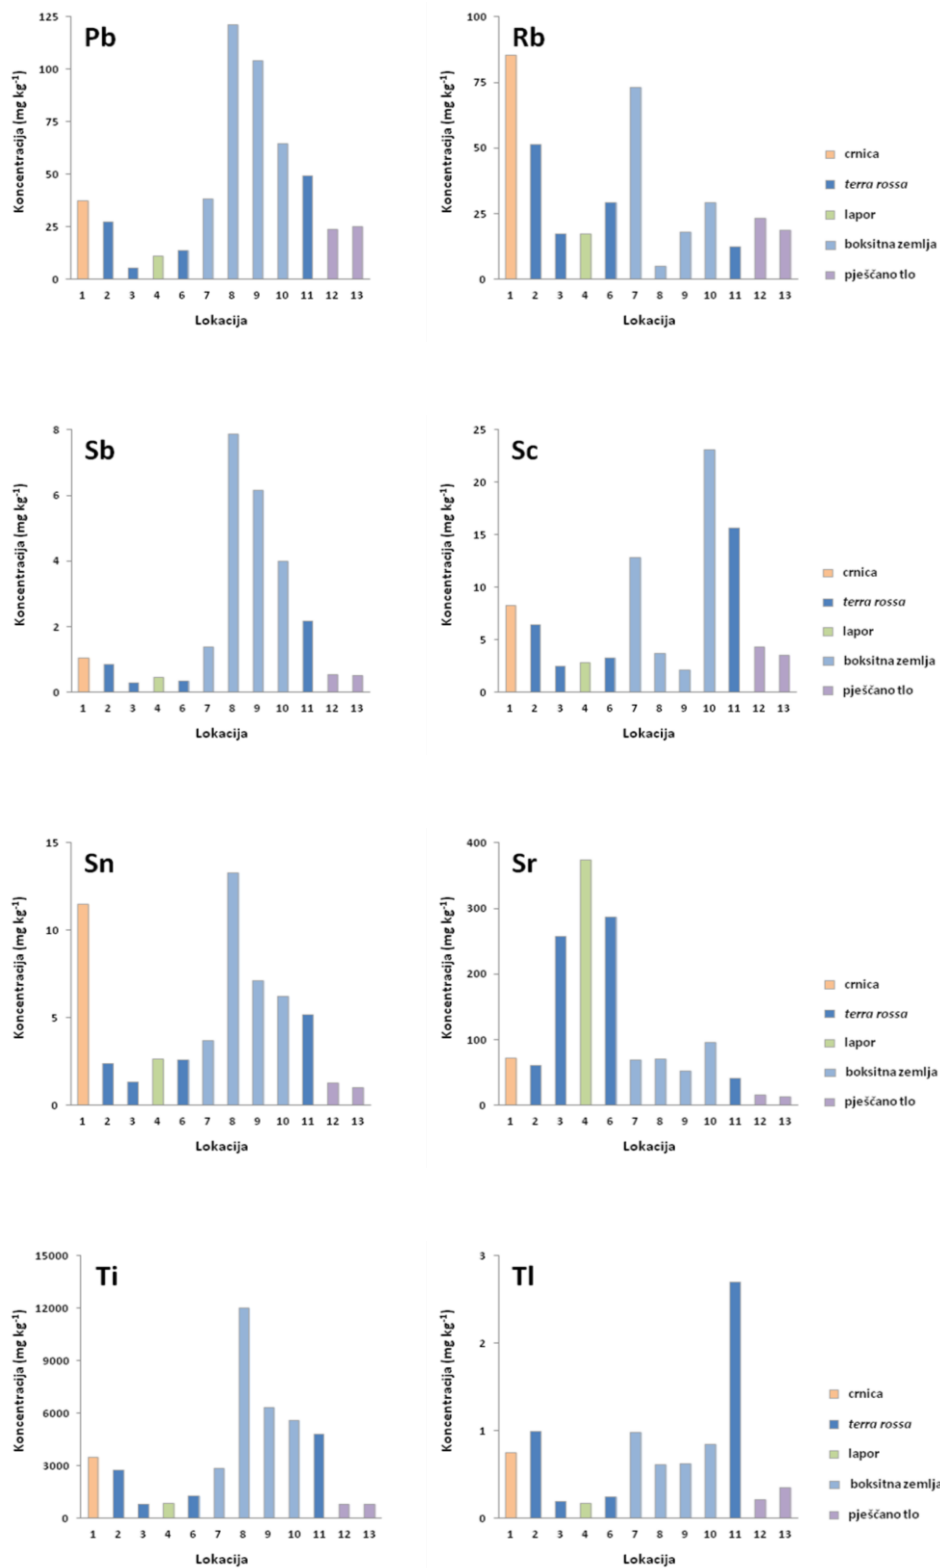 Pb
Koncentracija (mg kg⁻¹)
125
100
75
50
25
0
1 2 3 4 6 7 8 9 10 11 12 13
Lokacija
Rb
Koncentracija (mg kg⁻¹)
100
75
50
25
0
1 2 3 4 6 7 8 9 10 11 12 13
Lokacija
crnica
terra rossa
lapor
boksitna zemlja
pješčano tlo
Sb
Koncentracija (mg kg⁻¹)
8
6
4
2
0
1 2 3 4 6 7 8 9 10 11 12 13
Lokacija
Sc
Koncentracija (mg kg⁻¹)
25
20
15
10
5
0
1 2 3 4 6 7 8 9 10 11 12 13
Lokacija
crnica
terra rossa
lapor
boksitna zemlja
pješčano tlo
Sn
Koncentracija (mg kg⁻¹)
15
10
5
0
1 2 3 4 6 7 8 9 10 11 12 13
Lokacija
Sr
Koncentracija (mg kg⁻¹)
400
300
200
100
0
1 2 3 4 6 7 8 9 10 11 12 13
Lokacija
crnica
terra rossa
lapor
boksitna zemlja
pješčano tlo
Ti
Koncentracija (mg kg⁻¹)
15000
12000
9000
6000
3000
0
1 2 3 4 6 7 8 9 10 11 12 13
Lokacija
Tl
Koncentracija (mg kg⁻¹)
3
2
1
0
1 2 3 4 6 7 8 9 10 11 12 13
Lokacija
crnica
terra rossa
lapor
boksitna zemlja
pješčano tlo